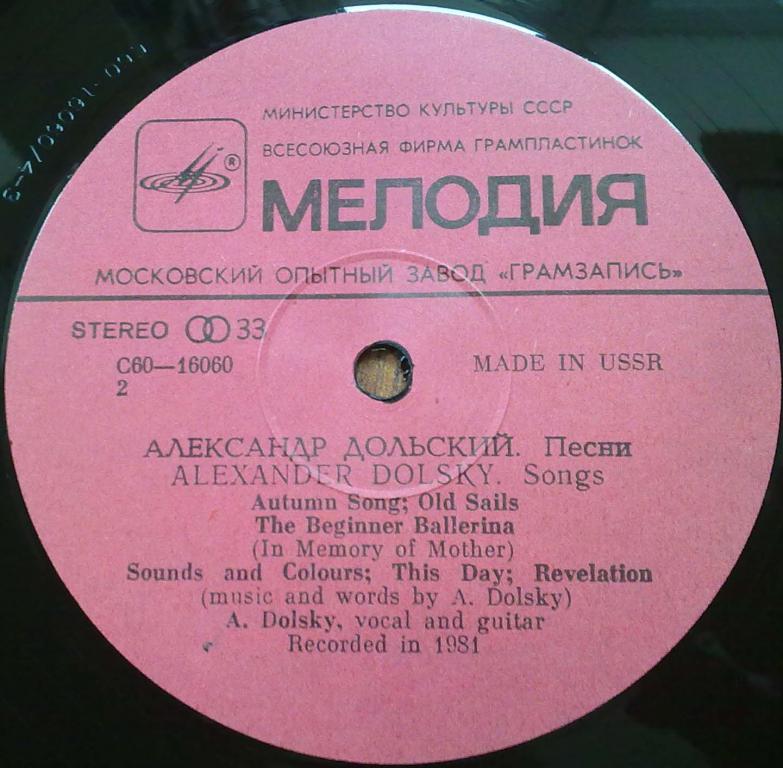 МИНИСТЕРСТВО КУЛЬТУРЫ СССР
ВСЕСОЮЗНАЯ ФИРМА ГРАМПЛАСТИНОК
®
МЕЛОДИЯ
МОСКОВСКИЙ ОПЫТНЫЙ ЗАВОД «ГРАМЗАПИСЬ»
STEREO 33
С60—16060
2
MADE IN USSR
АЛЕКСАНДР ДОЛЬСКИЙ. Песни
ALEXANDER DOLSKY. Songs
Autumn Song; Old Sails
The Beginner Ballerina
(In Memory of Mother)
Sounds and Colours; This Day; Revelation
(music and words by A. Dolsky)
A. Dolsky, vocal and guitar
Recorded in 1981